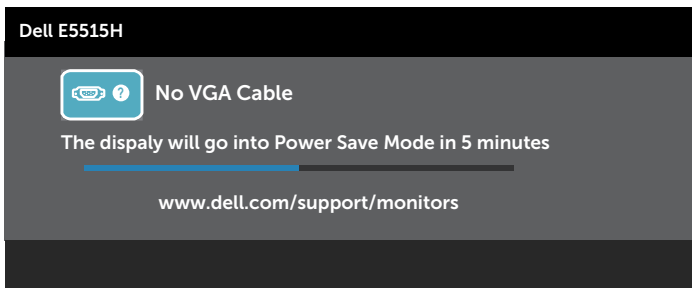 Dell E5515H
No VGA Cable
The dispaly will go into Power Save Mode in 5 minutes
www.dell.com/support/monitors